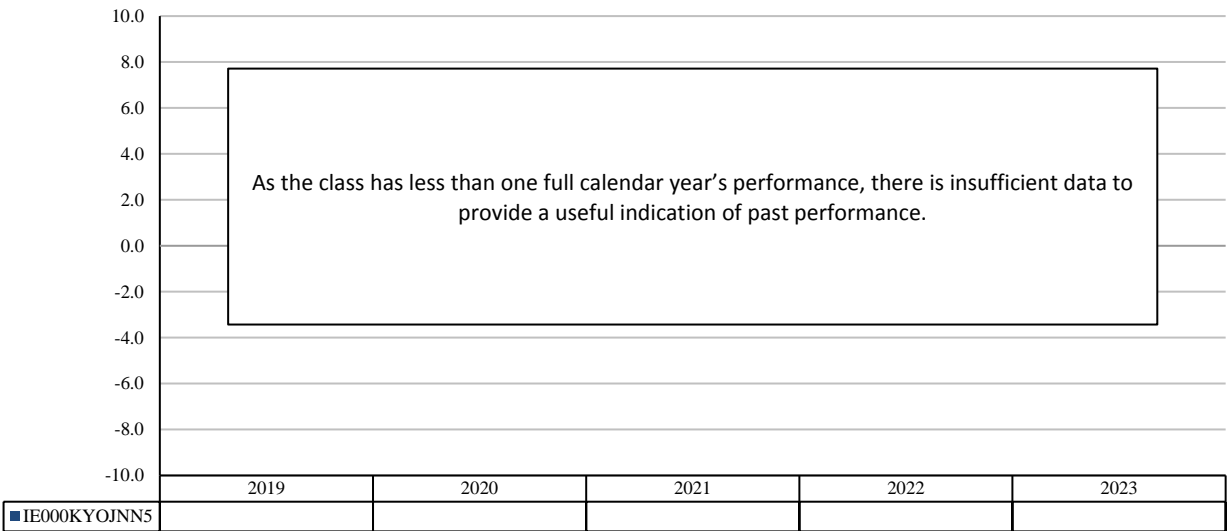 10.0
8.0
6.0
4.0
2.0
0.0
-2.0
-4.0
-6.0
-8.0
-10.0
As the class has less than one full calendar year’s performance, there is insufficient data to
provide a useful indication of past performance.
2019 2020 2021 2022 2023
IE000KYOJNN5